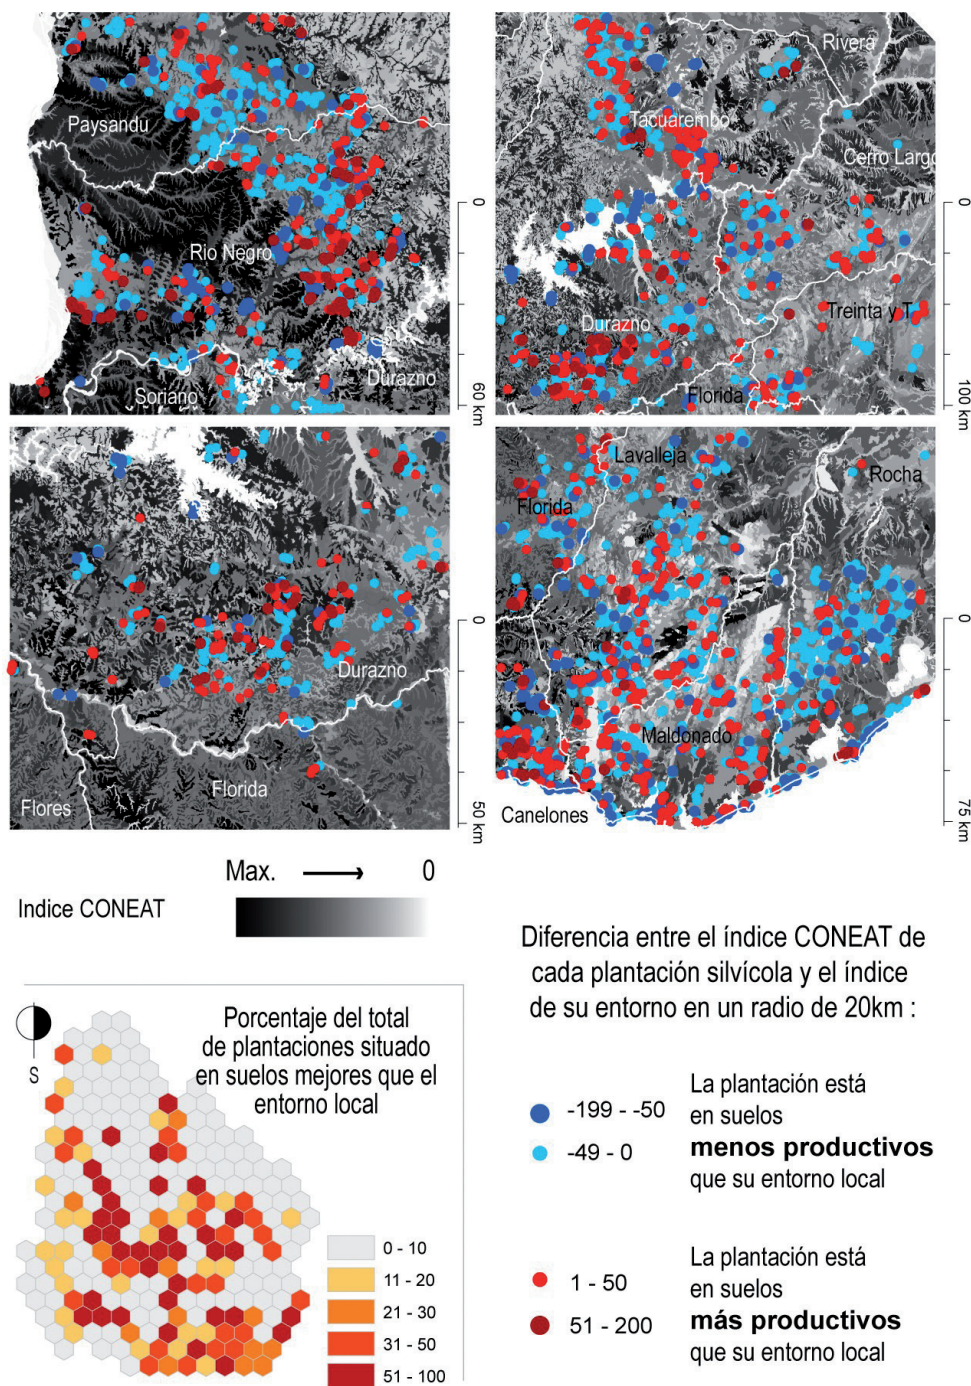 Paysandu
Rio Negro
Soriano
Durazno
0
60 km
Rivera
Tacuarembo
Cerro Largo
Durazno
Treinta y T.
Florida
0
100 km
Durazno
Florida
Flores
0
50 km
Lavalleja
Rocha
Florida
Maldonado
Canelones
0
75 km
Max.
0
Indice CONEAT
Diferencia entre el índice CONEAT de
cada plantación silvícola y el índice
de su entorno en un radio de 20km :
-199 - -50
-49 - 0
La plantación está
en suelos
menos productivos
que su entorno local
1 - 50
51 - 200
La plantación está
en suelos
más productivos
que su entorno local
S
Porcentaje del total
de plantaciones situado
en suelos mejores que el
entorno local
0 - 10
11 - 20
21 - 30
31 - 50
51 - 100